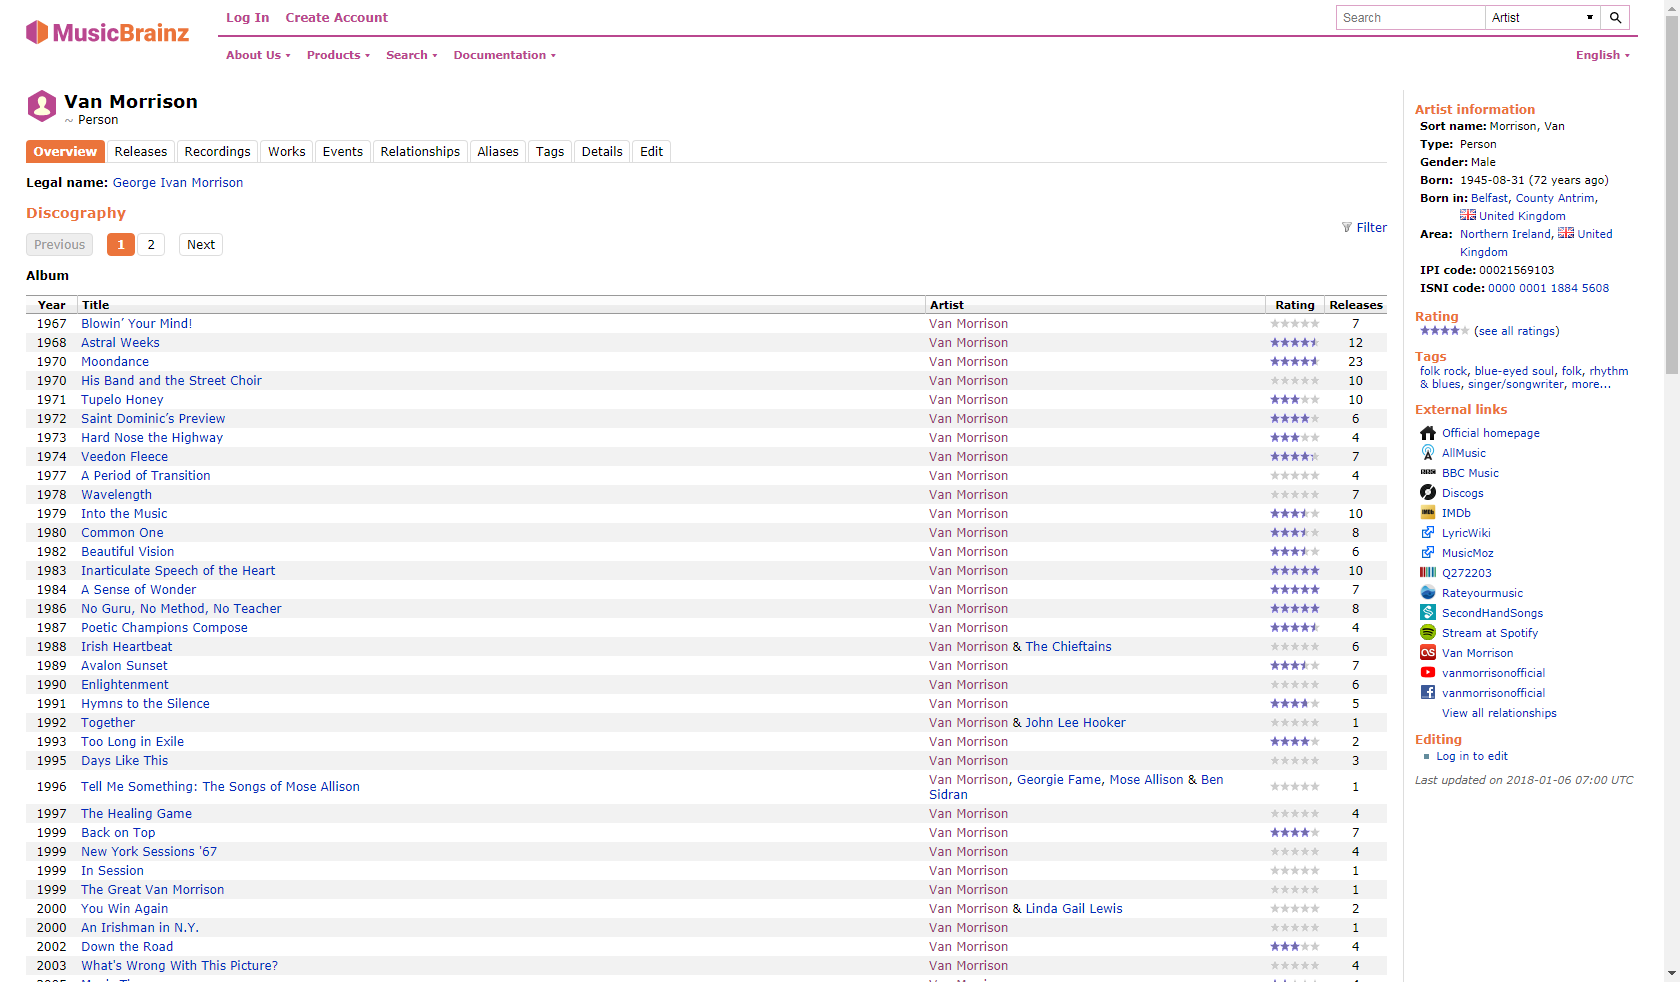 MusicBrainz
Log In Create Account
Search Artist
About Us Products Search Documentation
English
Van Morrison
~ Person
Overview Releases Recordings Works Events Relationships Aliases Tags Details Edit
Legal name: George Ivan Morrison
Discography
Filter
Previous 1 2 Next
Album
Year Title Artist Rating Releases
1967 Blowin’ Your Mind! Van Morrison 7
1968 Astral Weeks Van Morrison 12
1970 Moondance Van Morrison 23
1970 His Band and the Street Choir Van Morrison 10
1971 Tupelo Honey Van Morrison 10
1972 Saint Dominic’s Preview Van Morrison 6
1973 Hard Nose the Highway Van Morrison 4
1974 Veedon Fleece Van Morrison 7
1977 A Period of Transition Van Morrison 4
1978 Wavelength Van Morrison 7
1979 Into the Music Van Morrison 10
1980 Common One Van Morrison 8
1982 Beautiful Vision Van Morrison 6
1983 Inarticulate Speech of the Heart Van Morrison 10
1984 A Sense of Wonder Van Morrison 7
1986 No Guru, No Method, No Teacher Van Morrison 8
1987 Poetic Champions Compose Van Morrison 4
1988 Irish Heartbeat Van Morrison & The Chieftains 6
1989 Avalon Sunset Van Morrison 7
1990 Enlightenment Van Morrison 6
1991 Hymns to the Silence Van Morrison 5
1992 Together Van Morrison & John Lee Hooker 1
1993 Too Long in Exile Van Morrison 2
1995 Days Like This Van Morrison 3
1996 Tell Me Something: The Songs of Mose Allison Van Morrison, Georgie Fame, Mose Allison & Ben Sidran 1
1997 The Healing Game Van Morrison 4
1999 Back on Top Van Morrison 7
1999 New York Sessions '67 Van Morrison 4
1999 In Session Van Morrison 1
1999 The Great Van Morrison Van Morrison 1
2000 You Win Again Van Morrison & Linda Gail Lewis 2
2000 An Irishman in N.Y. Van Morrison 1
2002 Down the Road Van Morrison 4
2003 What's Wrong With This Picture? Van Morrison 4
Artist information
Sort name: Morrison, Van
Type: Person
Gender: Male
Born: 1945-08-31 (72 years ago)
Born in: Belfast, County Antrim,
United Kingdom
Area: Northern Ireland, United
Kingdom
IPI code: 00021569103
ISNI code: 0000 0001 1884 5608
Rating
(see all ratings)
Tags
folk rock, blue-eyed soul, folk, rhythm
& blues, singer/songwriter, more...
External links
Official homepage
AllMusic
BBC Music
Discogs
IMDb
LyricWiki
MusicMoz
Q272203
Rateyourmusic
SecondHandSongs
Stream at Spotify
Van Morrison
vanmorrisonofficial
vanmorrisonofficial
View all relationships
Editing
Log in to edit
Last updated on 2018-01-06 07:00 UTC